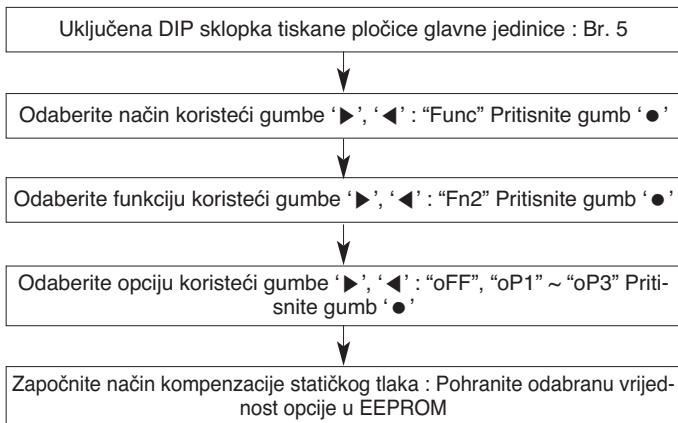 Uključena DIP sklopka tiskane pločice glavne jedinice : Br. 5
Odaberite način koristeći gumbe ‘▶’, ‘◀’ : “Func” Pritisnite gumb ‘●’
Odaberite funkciju koristeći gumbe ‘▶’, ‘◀’ : “Fn2” Pritisnite gumb ‘●’
Odaberite opciju koristeći gumbe ‘▶’, ‘◀’ : “oFF”, “oP1” ~ “oP3” Priti-
snite gumb ‘●’
Započnite način kompenzacije statičkog tlaka : Pohranite odabranu vrijed-
nost opcije u EEPROM